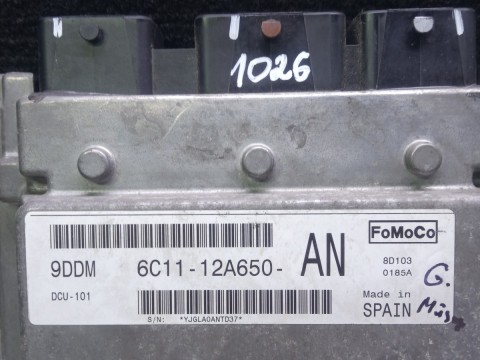 1026
FoMoCo
9DDM 6C11-12A650- AN
8D103
0185A
DCU-101
Made in
SPAIN
S/N: *YJGLA0ANTD37*
G.